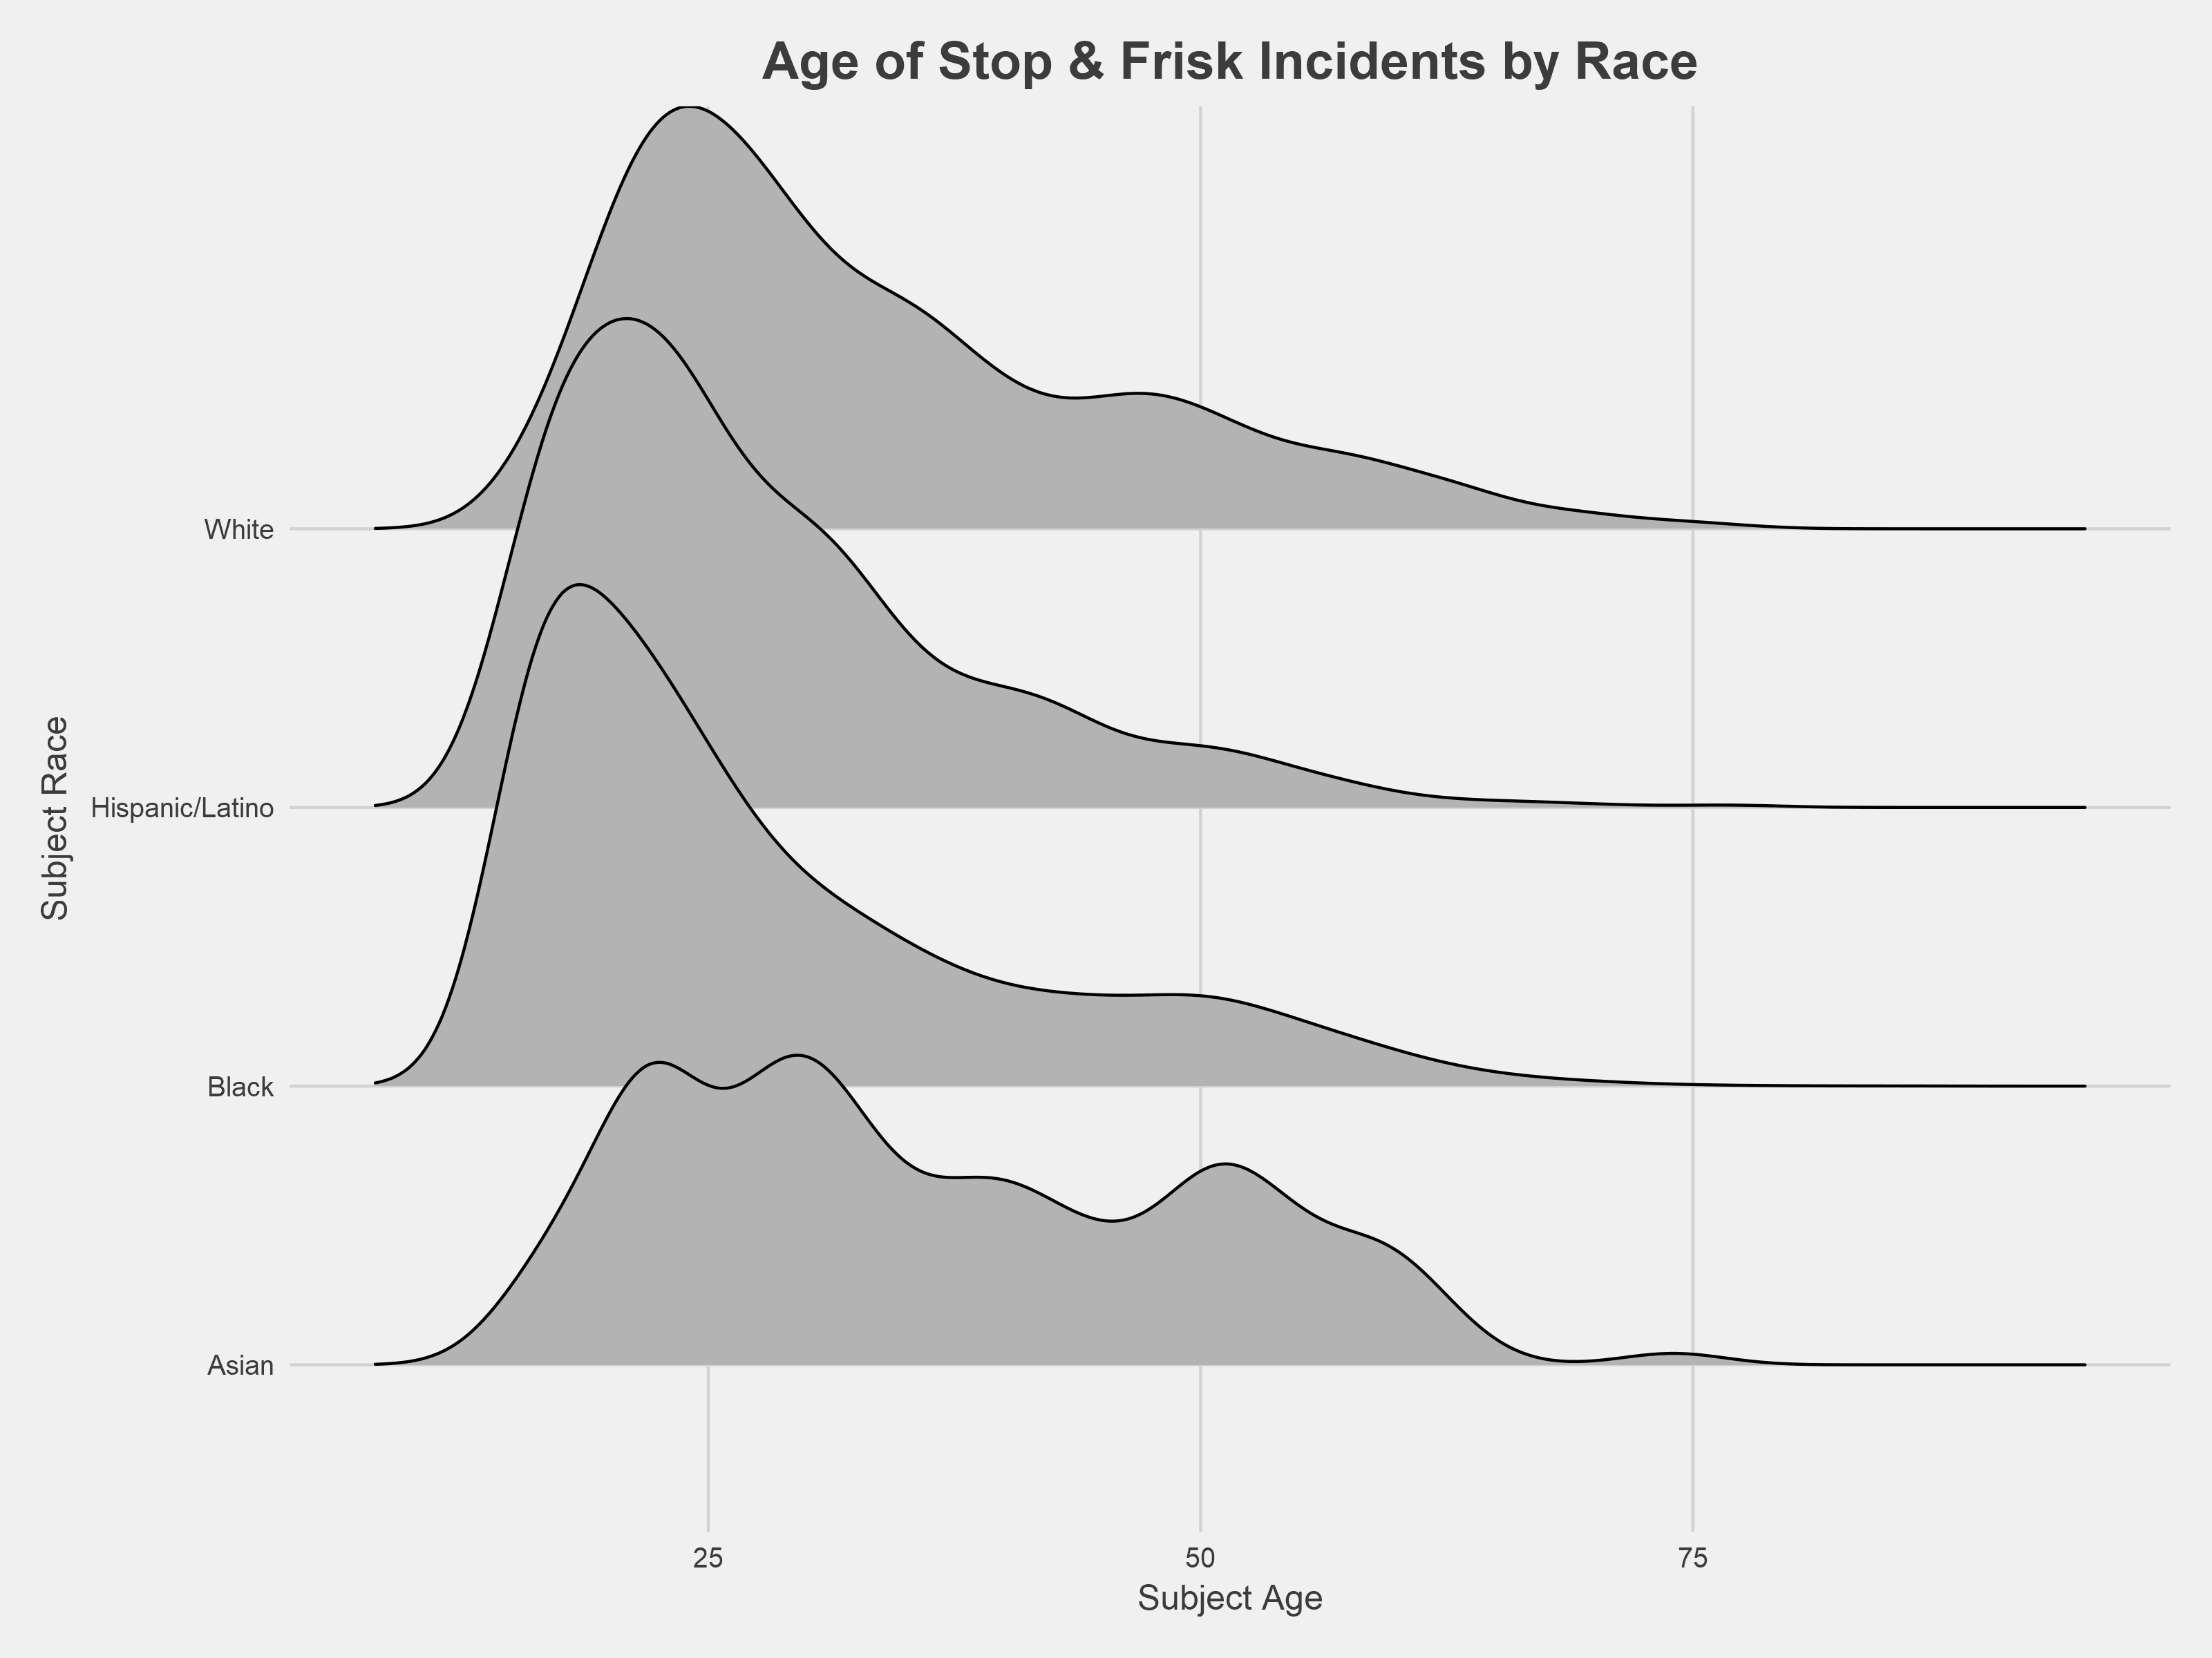 Age of Stop & Frisk Incidents by Race
Subject Race
White
Hispanic/Latino
Black
Asian
25
50
75
Subject Age